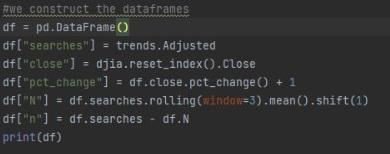 #we construct the dataframes
df = pd.DataFrame()
df["searches"] = trends.Adjusted
df["close"] = djia.reset_index().Close
df["pct_change"] = df.close.pct_change() + 1
df["N"] = df.searches.rolling(window=3).mean().shift(1)
df["n"] = df.searches - df.N
print(df)